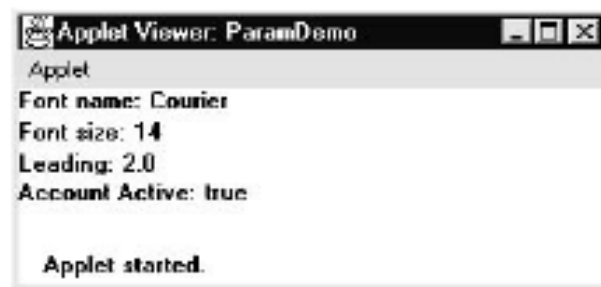 Applet Viewer: ParamDemo
Applet
Font name: Courier
Font size: 14
Leading: 2.0
Account Active: true
Applet started.